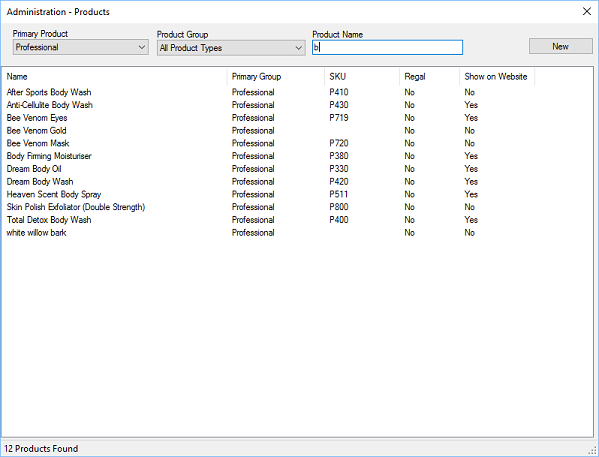 Administration - Products
Primary Product Product Group Product Name
Professional All Product Types b New
Name Primary Group SKU Regal Show on Website
After Sports Body Wash Professional P410 No No
Anti-Cellulite Body Wash Professional P430 No Yes
Bee Venom Eyes Professional P719 No Yes
Bee Venom Gold Professional No No
Bee Venom Mask Professional P720 No No
Body Firming Moisturiser Professional P380 No Yes
Dream Body Oil Professional P330 No Yes
Dream Body Wash Professional P420 No Yes
Heaven Scent Body Spray Professional P511 No Yes
Skin Polish Exfoliator (Double Strength) Professional P800 No No
Total Detox Body Wash Professional P400 No Yes
white willow bark Professional No No
12 Products Found